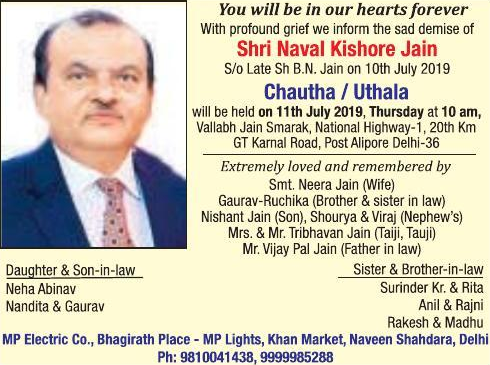 You will be in our hearts forever
With profound grief we inform the sad demise of
Shri Naval Kishore Jain
S/o Late Sh B.N. Jain on 10th July 2019
Chautha / Uthala
will be held on 11th July 2019, Thursday at 10 am,
Vallabh Jain Smarak, National Highway-1, 20th Km
GT Karnal Road, Post Alipore Delhi-36
Extremely loved and remembered by
Smt. Neera Jain (Wife)
Gaurav-Ruchika (Brother & sister in law)
Nishant Jain (Son), Shourya & Viraj (Nephew's)
Mrs. & Mr. Tribhavan Jain (Taiji, Tauji)
Mr. Vijay Pal Jain (Father in law)
Daughter & Son-in-law
Neha Abinav
Nandita & Gaurav
Sister & Brother-in-law
Surinder Kr. & Rita
Anil & Rajni
Rakesh & Madhu
MP Electric Co., Bhagirath Place - MP Lights, Khan Market, Naveen Shahdara, Delhi
Ph: 9810041438, 9999985288